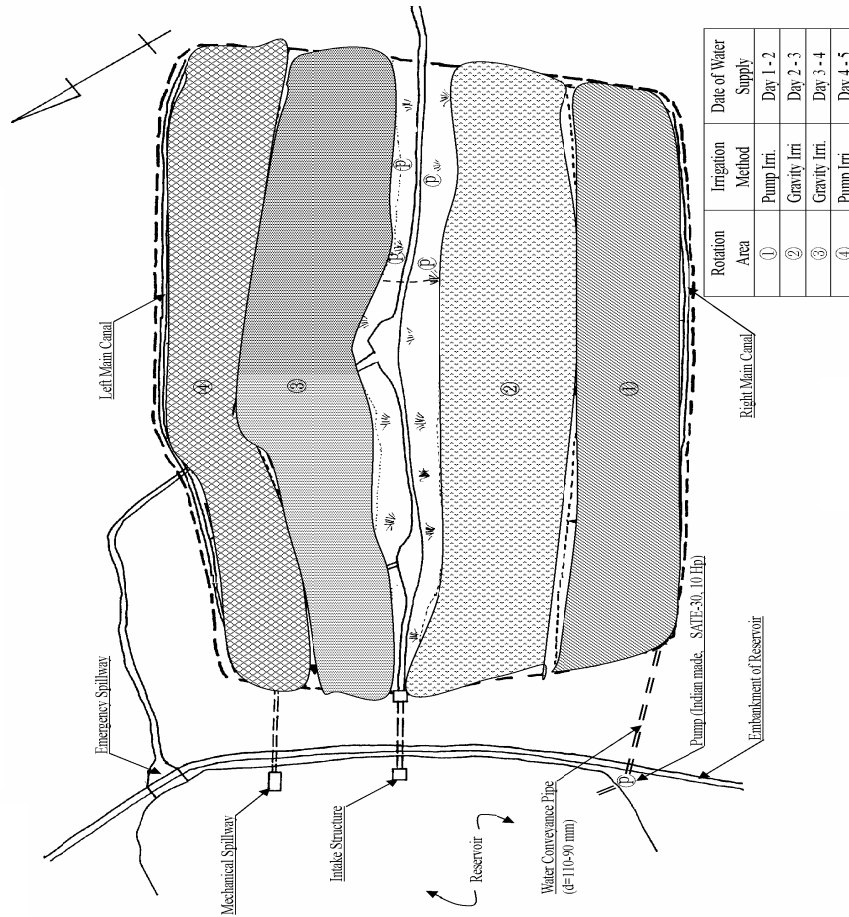 Left Main Canal
Emergency Spillway
Mechanical Spillway
Intake Structure
Reservoir
Water Conveyance Pipe
(d=110-90 mm)
Pump (Indian made, SATE-30, 10 Hp)
Embankment of Reservoir
Right Main Canal
④
③
②
①
P
P
P
P
P
Rotation Area
Irrigation Method
Date of Water Supply
① Pump Irri. Day 1 - 2
② Gravity Irri Day 2 - 3
③ Gravity Irri. Day 3 - 4
④ Pump Irri. Day 4 - 5